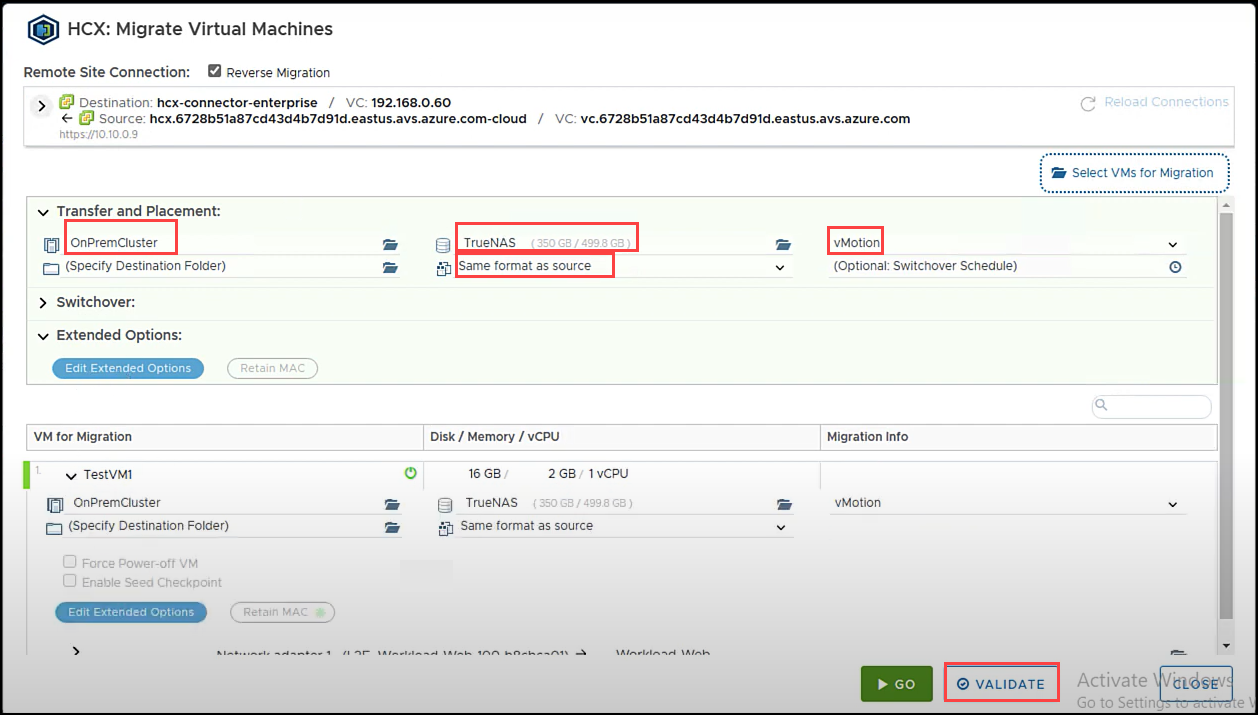 HCX: Migrate Virtual Machines
Remote Site Connection: Reverse Migration
Destination: hcx-connector-enterprise / VC: 192.168.0.60
Reload Connections
Source: hcx.6728b51a87cd43d4b7d91d.eastus.avs.azure.com-cloud / VC: vc.6728b51a87cd43d4b7d91d.eastus.avs.azure.com
https://10.10.0.9
Select VMs for Migration
Transfer and Placement:
OnPremCluster TrueNAS ( 350 GB / 499.8 GB ) vMotion
(Specify Destination Folder) Same format as source (Optional: Switchover Schedule)
Switchover:
Extended Options:
Edit Extended Options Retain MAC
VM for Migration Disk / Memory / vCPU Migration Info
1. TestVM1 16 GB / 2 GB / 1 vCPU
OnPremCluster TrueNAS ( 350 GB / 499.8 GB ) vMotion
(Specify Destination Folder) Same format as source
Force Power-off VM
Enable Seed Checkpoint
Edit Extended Options Retain MAC
Network adapter 1 Workload-Web
GO VALIDATE CLOSE
Activate Windows
Go to Settings to activate